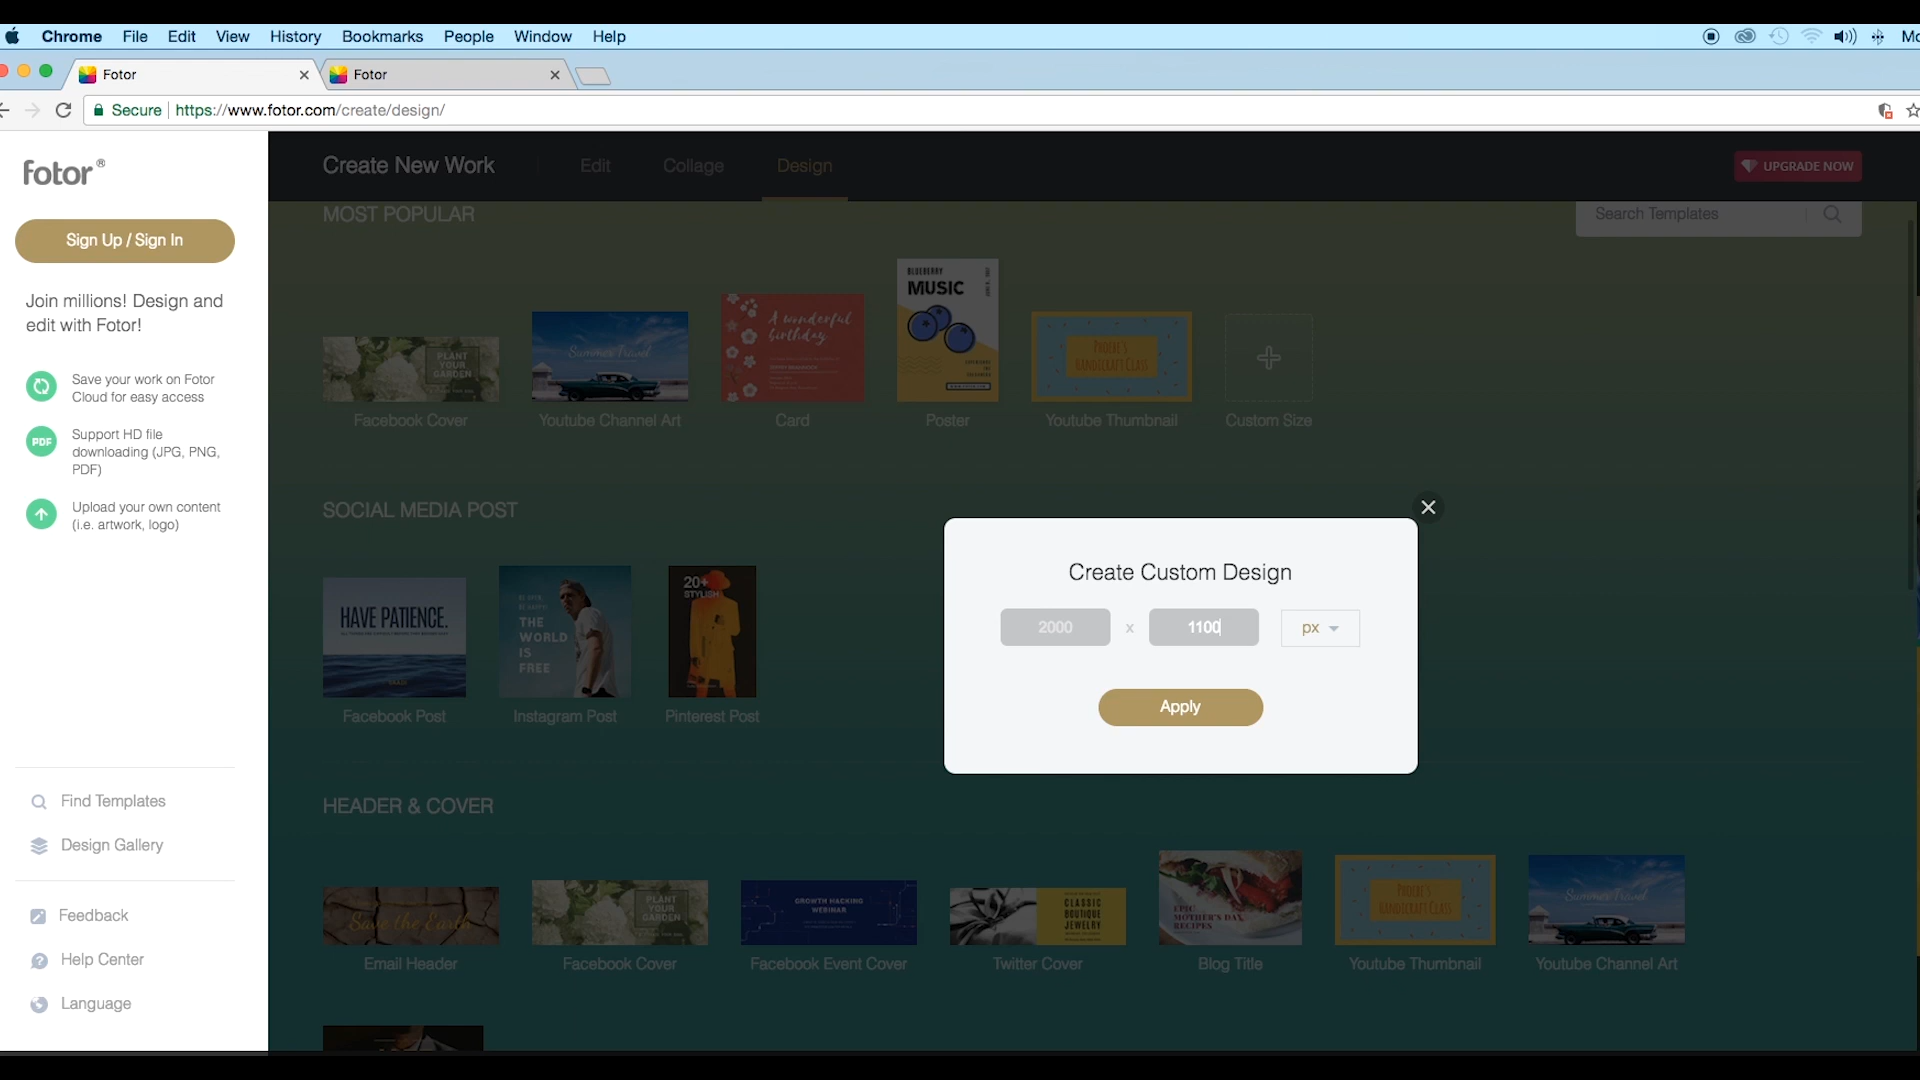 Chrome File Edit View History Bookmarks People Window Help
Fotor
Fotor
Secure https://www.fotor.com/create/design/
fotor®
Sign Up / Sign In
Join millions! Design and
edit with Fotor!
Save your work on Fotor
Cloud for easy access
PDF
Support HD file
downloading (JPG, PNG,
PDF)
Upload your own content
(i.e. artwork, logo)
Find Templates
Design Gallery
Feedback
Help Center
Language
Create New Work
Edit
Collage
Design
UPGRADE NOW
MOST POPULAR
Search Templates
PLANT
YOUR
GARDEN
Summer Travel
A wonderful
birthday
BLUEBERRY
MUSIC
PHOEBE'S
HANDICRAFT CLASS
Facebook Cover
Youtube Channel Art
Card
Poster
Youtube Thumbnail
Custom Size
SOCIAL MEDIA POST
HAVE PATIENCE.
THE
WORLD
IS
FREE
20+
STYLISH
Facebook Post
Instagram Post
Pinterest Post
Create Custom Design
2000 x 1100 px
Apply
HEADER & COVER
Save the Earth
PLANT
YOUR
GARDEN
GROWTH HACKING
WEBINAR
CLASSIC
BOUTIQUE
JEWELRY
EPIC
MOTHER'S DAY
RECIPES
PHOEBE'S
HANDICRAFT CLASS
Summer Travel
Email Header
Facebook Cover
Facebook Event Cover
Twitter Cover
Blog Title
Youtube Thumbnail
Youtube Channel Art